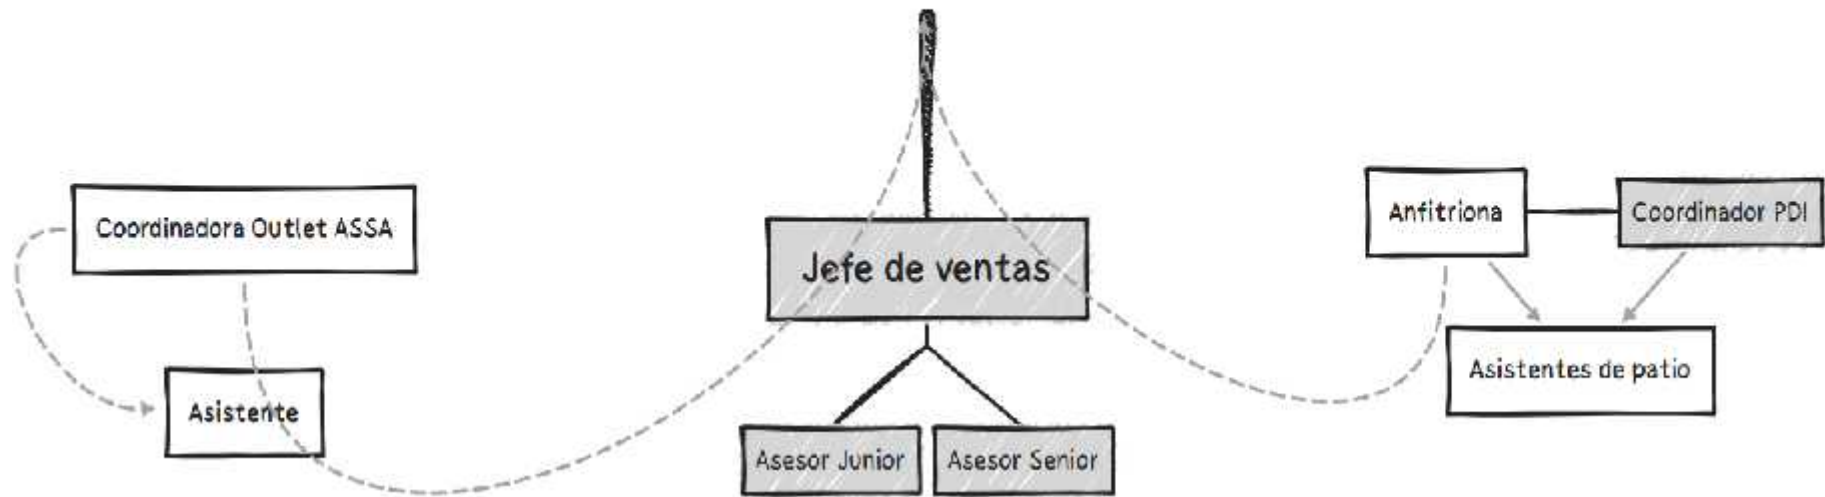 Coordinadora Outlet ASSA
Asistente
Jefe de ventas
Asesor Junior
Asesor Senior
Anfitriona
Coordinador PDI
Asistentes de patio